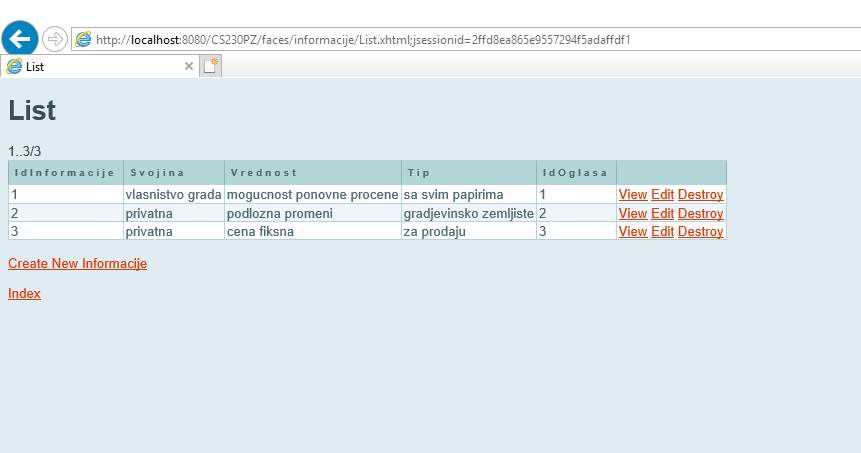 http://localhost:8080/CS230PZ/faces/informacije/List.xhtml;jsessionid=2ffd8ea865e9557294f5adaffdf1
List
List
1..3/3
IdInformacije Svojina Vrednost Tip IdOglasa
1 vlasnistvo grada mogucnost ponovne procene sa svim papirima 1 View Edit Destroy
2 privatna podlozna promeni gradjevinsko zemljiste 2 View Edit Destroy
3 privatna cena fiksna za prodaju 3 View Edit Destroy
Create New Informacije
Index